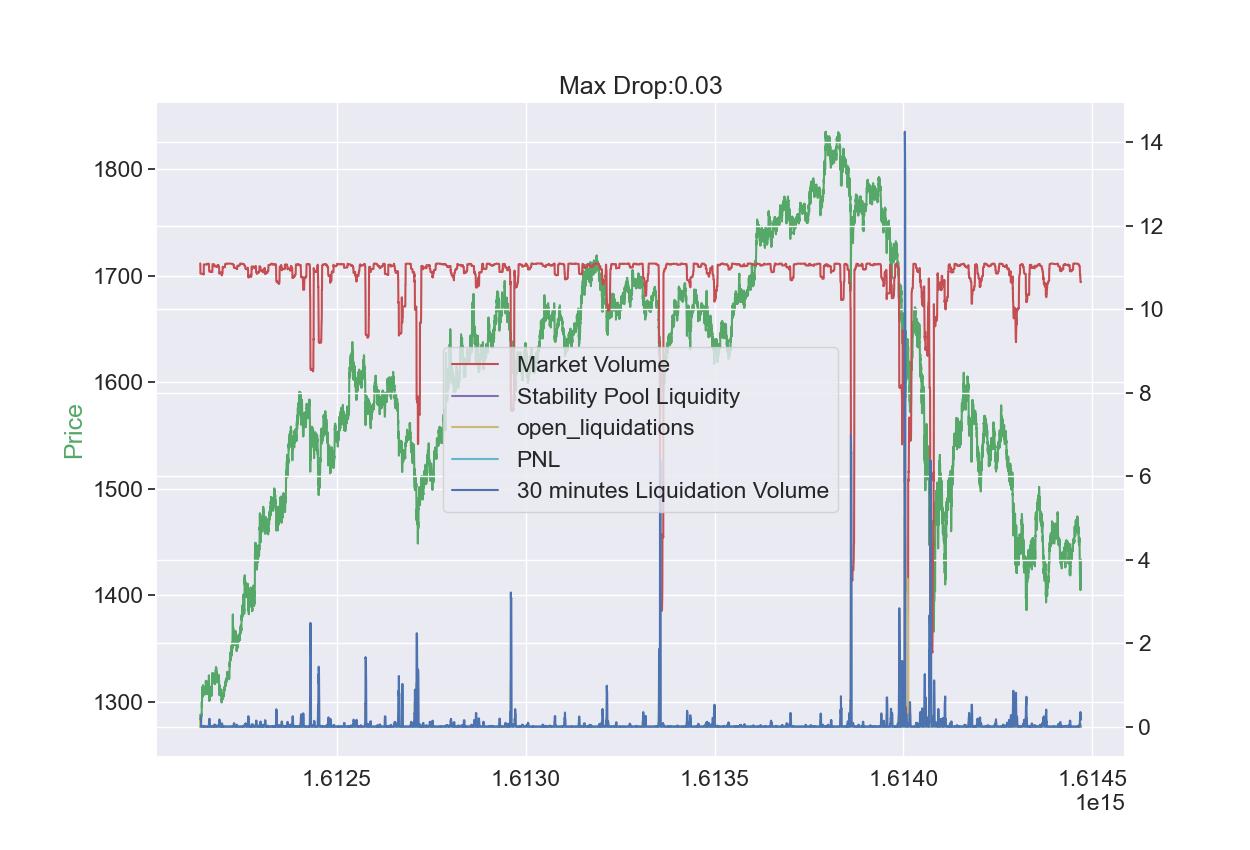 Max Drop:0.03
1800
1700
1600
1500
1400
1300
Price
14
12
10
8
6
4
2
0
Market Volume
Stability Pool Liquidity
open_liquidations
PNL
30 minutes Liquidation Volume
1.6125 1.6130 1.6135 1.6140 1.6145
1e15